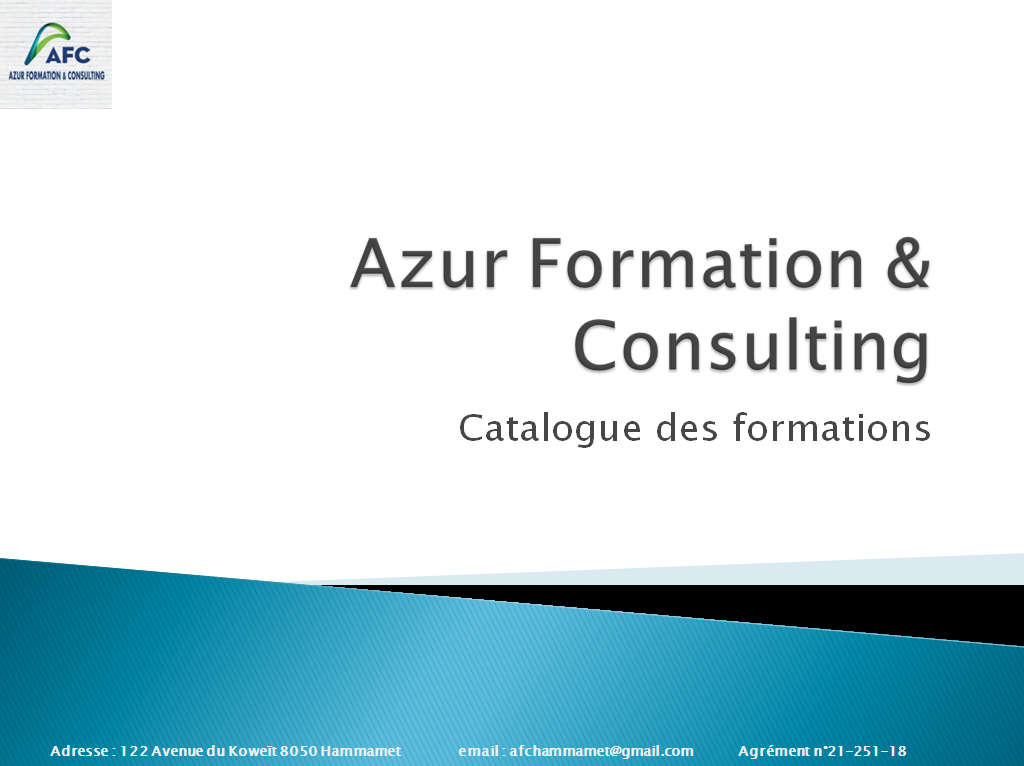 AFC
AZUR FORMATION & CONSULTING
Azur Formation &
Consulting
Catalogue des formations
Adresse : 122 Avenue du Koweït 8050 Hammamet email : afchammamet@gmail.com Agrément n°21-251-18